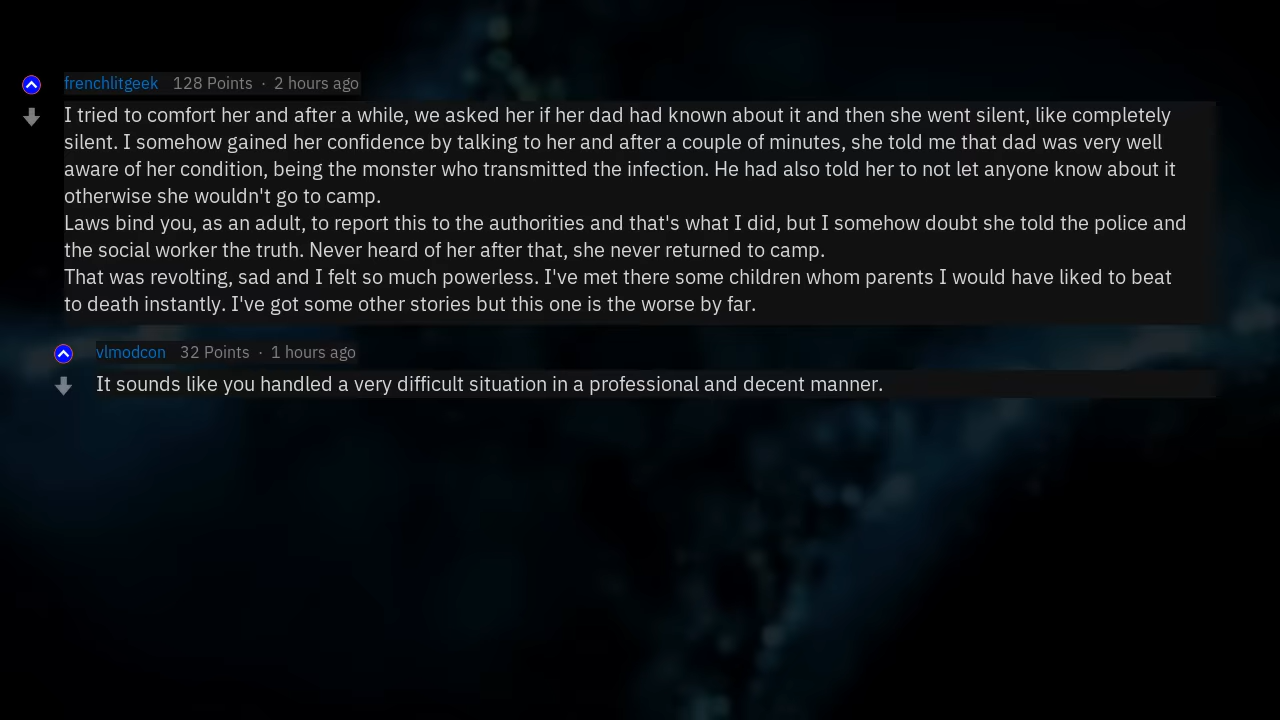 frenchlitgeek 128 Points · 2 hours ago
I tried to comfort her and after a while, we asked her if her dad had known about it and then she went silent, like completely
silent. I somehow gained her confidence by talking to her and after a couple of minutes, she told me that dad was very well
aware of her condition, being the monster who transmitted the infection. He had also told her to not let anyone know about it
otherwise she wouldn't go to camp.
Laws bind you, as an adult, to report this to the authorities and that's what I did, but I somehow doubt she told the police and
the social worker the truth. Never heard of her after that, she never returned to camp.
That was revolting, sad and I felt so much powerless. I've met there some children whom parents I would have liked to beat
to death instantly. I've got some other stories but this one is the worse by far.
vlmodcon 32 Points · 1 hours ago
It sounds like you handled a very difficult situation in a professional and decent manner.